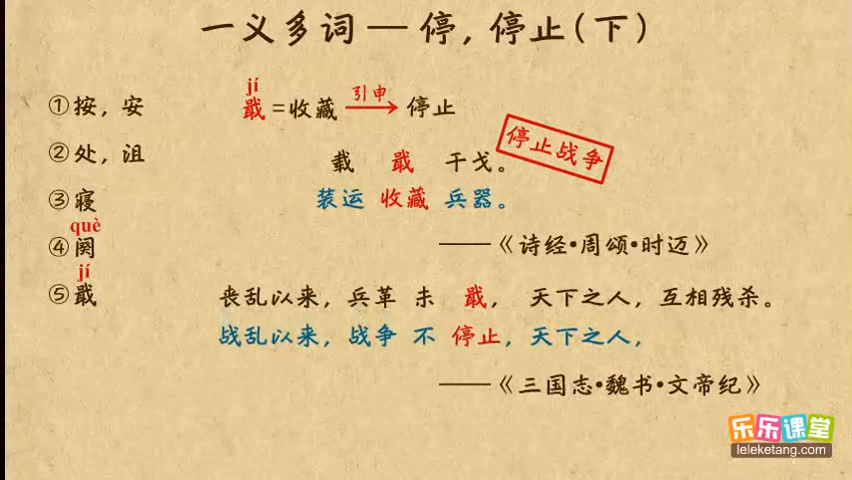 一义多词 — 停，停止（下）
①按，安
②处，沮
③寝
què
④阕
jí
⑤戢
jí
戢=收藏 引申 停止
载 戢 干戈。
停止战争
装运 收藏 兵器。
——《诗经•周颂•时迈》
丧乱以来，兵革 未 戢， 天下之人，互相残杀。
战乱以来，战争 不 停止，天下之人，
——《三国志•魏书•文帝纪》
乐乐课堂
leleketang.com